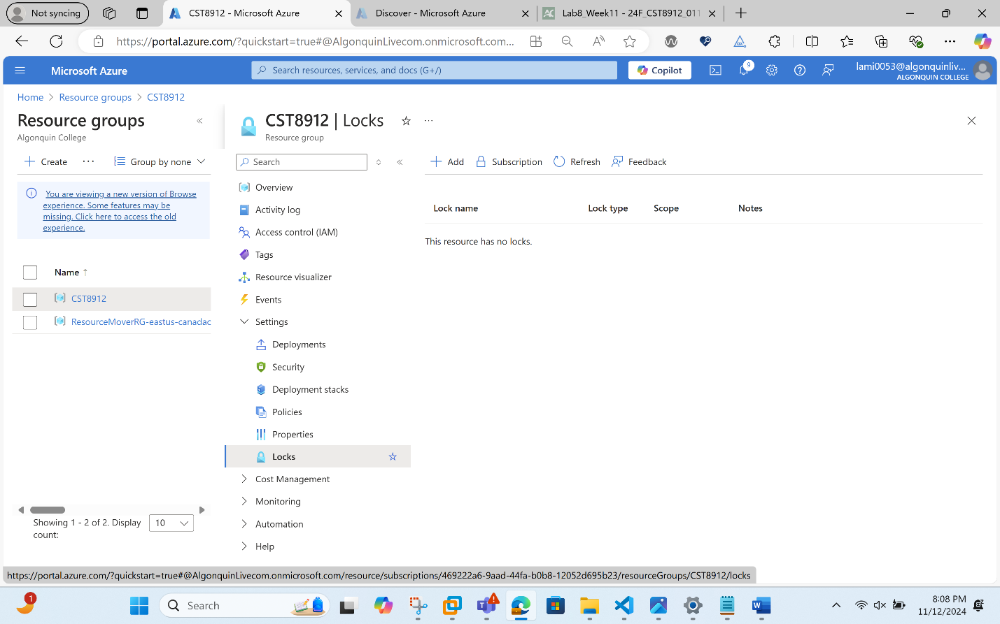 Not syncing
CST8912 - Microsoft Azure
Discover - Microsoft Azure
Lab8_Week11 - 24F_CST8912_011
https://portal.azure.com/?quickstart=true#@AlgonquinLivecom.onmicrosoft.com...
Microsoft Azure
Search resources, services, and docs (G+/)
Copilot
9
lami0053@algonquinliv...
ALGONQUIN COLLEGE
Home > Resource groups > CST8912
Resource groups
Algonquin College
Create
Group by none
You are viewing a new version of Browse
experience. Some features may be
missing. Click here to access the old
experience.
Name ↑
CST8912
ResourceMoverRG-eastus-canadac
Showing 1 - 2 of 2. Display
count:
10
CST8912 | Locks
Resource group
Search
Overview
Activity log
Access control (IAM)
Tags
Resource visualizer
Events
Settings
Deployments
Security
Deployment stacks
Policies
Properties
Locks
Cost Management
Monitoring
Automation
Help
Add
Subscription
Refresh
Feedback
Lock name Lock type Scope Notes
This resource has no locks.
https://portal.azure.com/?quickstart=true#@AlgonquinLivecom.onmicrosoft.com/resource/subscriptions/469222a6-9aad-44fa-b0b8-12052d695b23/resourceGroups/CST8912/locks
1
Search
8:08 PM
11/12/2024